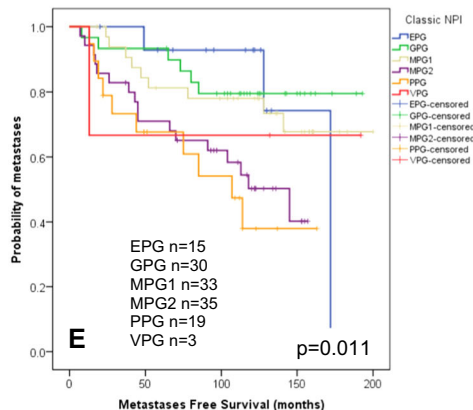 Classic NPI
EPG
GPG
MPG1
MPG2
PPG
VPG
EPG-censored
GPG-censored
MPG1-censored
MPG2-censored
PPG-censored
VPG-censored
Probability of metastases
1.0
0.8
0.6
0.4
0.2
0.0
EPG n=15
GPG n=30
MPG1 n=33
MPG2 n=35
PPG n=19
VPG n=3
E
p=0.011
0 50 100 150 200
Metastases Free Survival (months)